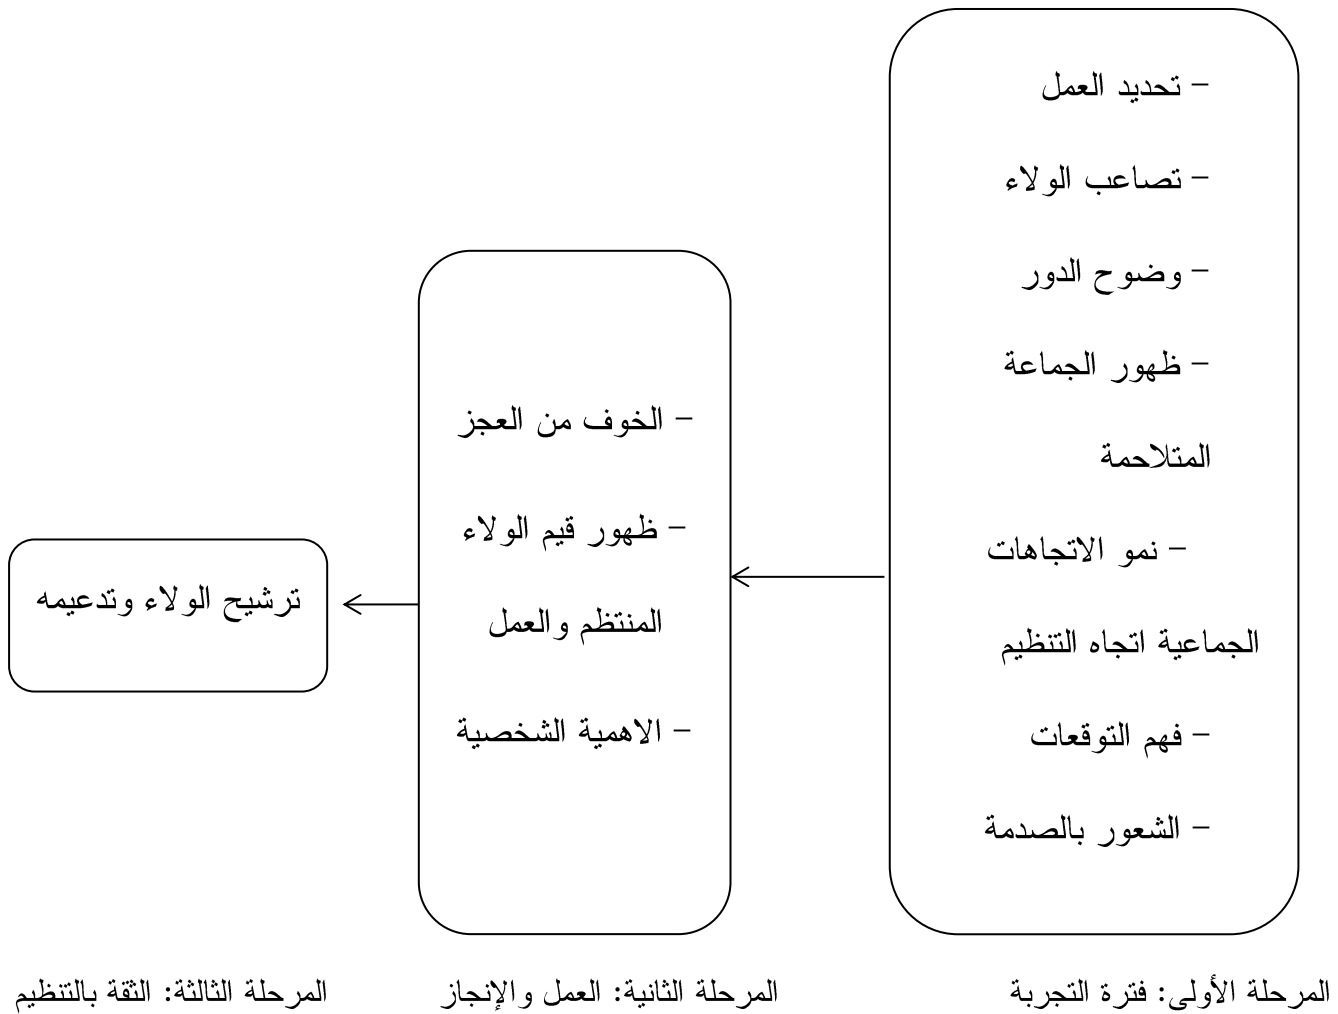 – تحديد العمل
– تصاعب الولاء
– وضوح الدور
– ظهور الجماعة
المتلاحمة
– نمو الاتجاهات
الجماعية اتجاه التنظيم
– فهم التوقعات
– الشعور بالصدمة
– الخوف من العجز
– ظهور قيم الولاء
المنتظم والعمل
– الاهمية الشخصية
ترشيح الولاء وتدعيمه
المرحلة الأولى: فترة التجربة
المرحلة الثانية: العمل والإنجاز
المرحلة الثالثة: الثقة بالتنظيم